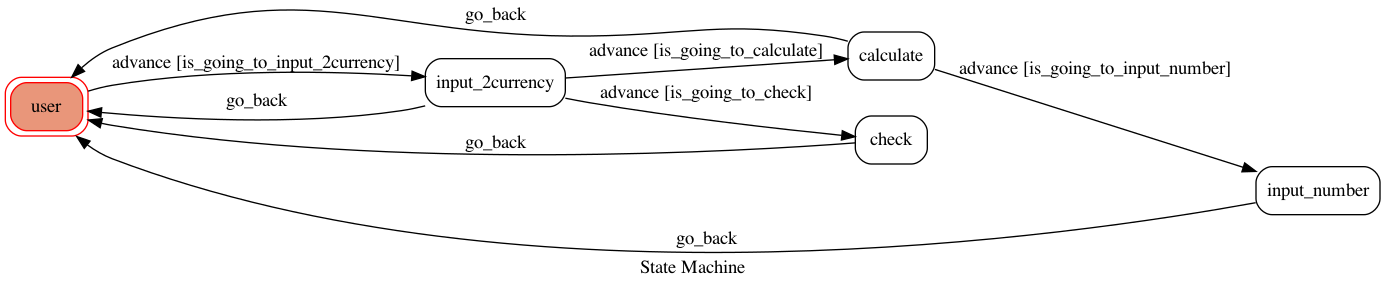 go_back
advance [is_going_to_calculate]
calculate
advance [is_going_to_input_2currency]
advance [is_going_to_input_number]
input_2currency
advance [is_going_to_check]
user
go_back
check
go_back
input_number
go_back
State Machine